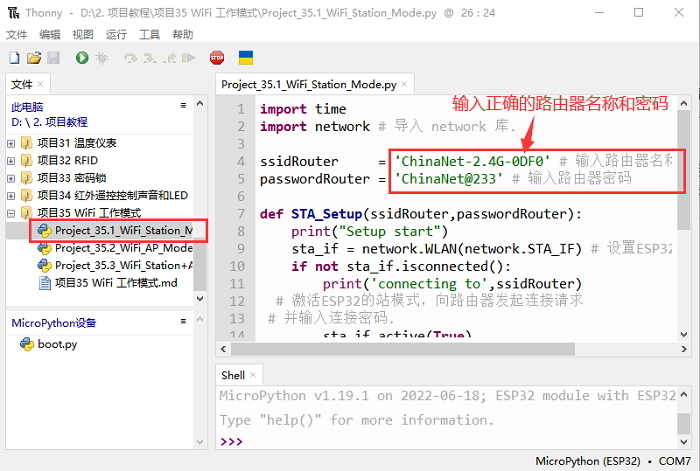 Thonny - D:\2. 项目教程\项目35 WiFi 工作模式\Project_35.1_WiFi_Station_Mode.py @ 26 : 24
文件 编辑 视图 运行 工具 帮助
STOP
文件 ×
此电脑
D: \ 2. 项目教程
项目31 温度仪表
项目32 RFID
项目33 密码锁
项目34 红外遥控控制声音和LED
项目35 WiFi 工作模式
Project_35.1_WiFi_Station_M
Project_35.2_WiFi_AP_Mode
Project_35.3_WiFi_Station+A
项目35 WiFi 工作模式.md
MicroPython设备
boot.py
Project_35.1_WiFi_Station_Mode.py ×
输入正确的路由器名称和密码
1 import time
2 import network # 导入 network 库.
3
4 ssidRouter = 'ChinaNet-2.4G-0DF0' # 输入路由器名称
5 passwordRouter = 'ChinaNet@233' # 输入路由器密码
6
7 def STA_Setup(ssidRouter,passwordRouter):
8 print("Setup start")
9 sta_if = network.WLAN(network.STA_IF) # 设置ESP32
10 if not sta_if.isconnected():
11 print('connecting to',ssidRouter)
12 # 激活ESP32的站模式，向路由器发起连接请求
13 # 并输入连接密码.
14 sta_if.active(True)
Shell ×
MicroPython v1.19.1 on 2022-06-18; ESP32 module with ESP32
Type "help()" for more information.
>>>
MicroPython (ESP32) • COM7